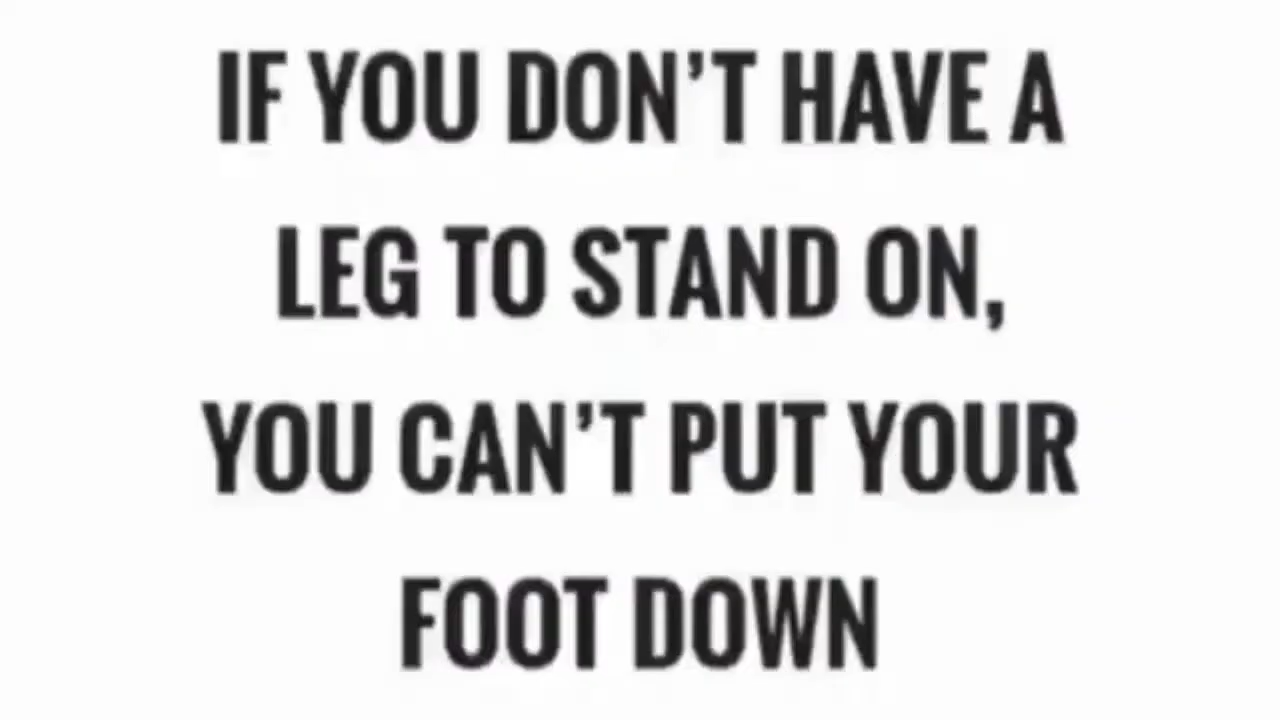 IF YOU DON’T HAVE A
LEG TO STAND ON,
YOU CAN’T PUT YOUR
FOOT DOWN